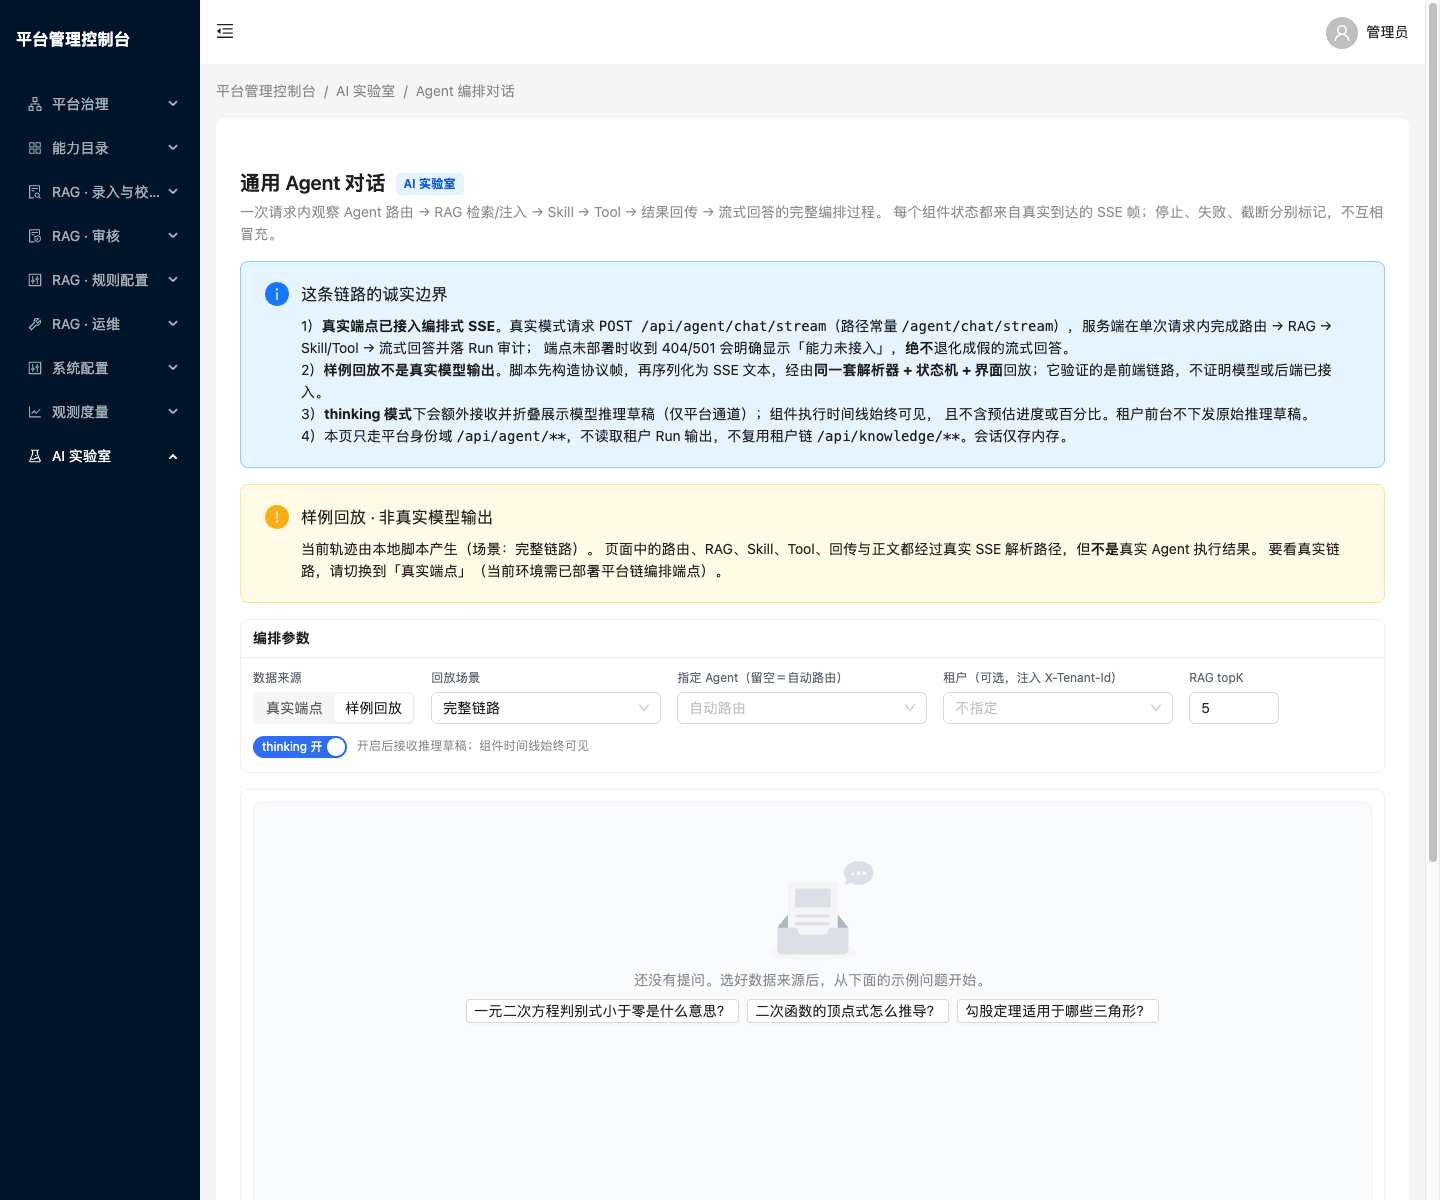 平台管理控制台
管理员
平台治理
能力目录
RAG · 录入与校...
RAG · 审核
RAG · 规则配置
RAG · 运维
系统配置
观测度量
AI 实验室
平台管理控制台 / AI 实验室 / Agent 编排对话
通用 Agent 对话 AI 实验室
一次请求内观察 Agent 路由 → RAG 检索/注入 → Skill → Tool → 结果回传 → 流式回答的完整编排过程。 每个组件状态都来自真实到达的 SSE 帧；停止、失败、截断分别标记，不互相
冒充。
这条链路的诚实边界
1）真实端点已接入编排式 SSE。真实模式请求 POST /api/agent/chat/stream（路径常量 /agent/chat/stream），服务端在单次请求内完成路由 → RAG →
Skill/Tool → 流式回答并落 Run 审计； 端点未部署时收到 404/501 会明确显示「能力未接入」，绝不退化成假的流式回答。
2）样例回放不是真实模型输出。脚本先构造协议帧，再序列化为 SSE 文本，经由同一套解析器 + 状态机 + 界面回放；它验证的是前端链路，不证明模型或后端已接
入。
3）thinking 模式下会额外接收并折叠展示模型推理草稿（仅平台通道）；组件执行时间线始终可见， 且不含预估进度或百分比。租户前台不下发原始推理草稿。
4）本页只走平台身份域 /api/agent/**，不读取租户 Run 输出，不复用租户链 /api/knowledge/**。会话仅存内存。
样例回放 · 非真实模型输出
当前轨迹由本地脚本产生（场景：完整链路）。 页面中的路由、RAG、Skill、Tool、回传与正文都经过真实 SSE 解析路径，但不是真实 Agent 执行结果。 要看真实链
路，请切换到「真实端点」（当前环境需已部署平台链编排端点）。
编排参数
数据来源
真实端点 样例回放
回放场景
完整链路
指定 Agent（留空＝自动路由）
自动路由
租户（可选，注入 X-Tenant-Id）
不指定
RAG topK
5
thinking 开 开启后接收推理草稿；组件时间线始终可见
还没有提问。选好数据来源后，从下面的示例问题开始。
一元二次方程判别式小于零是什么意思？ 二次函数的顶点式怎么推导？ 勾股定理适用于哪些三角形？